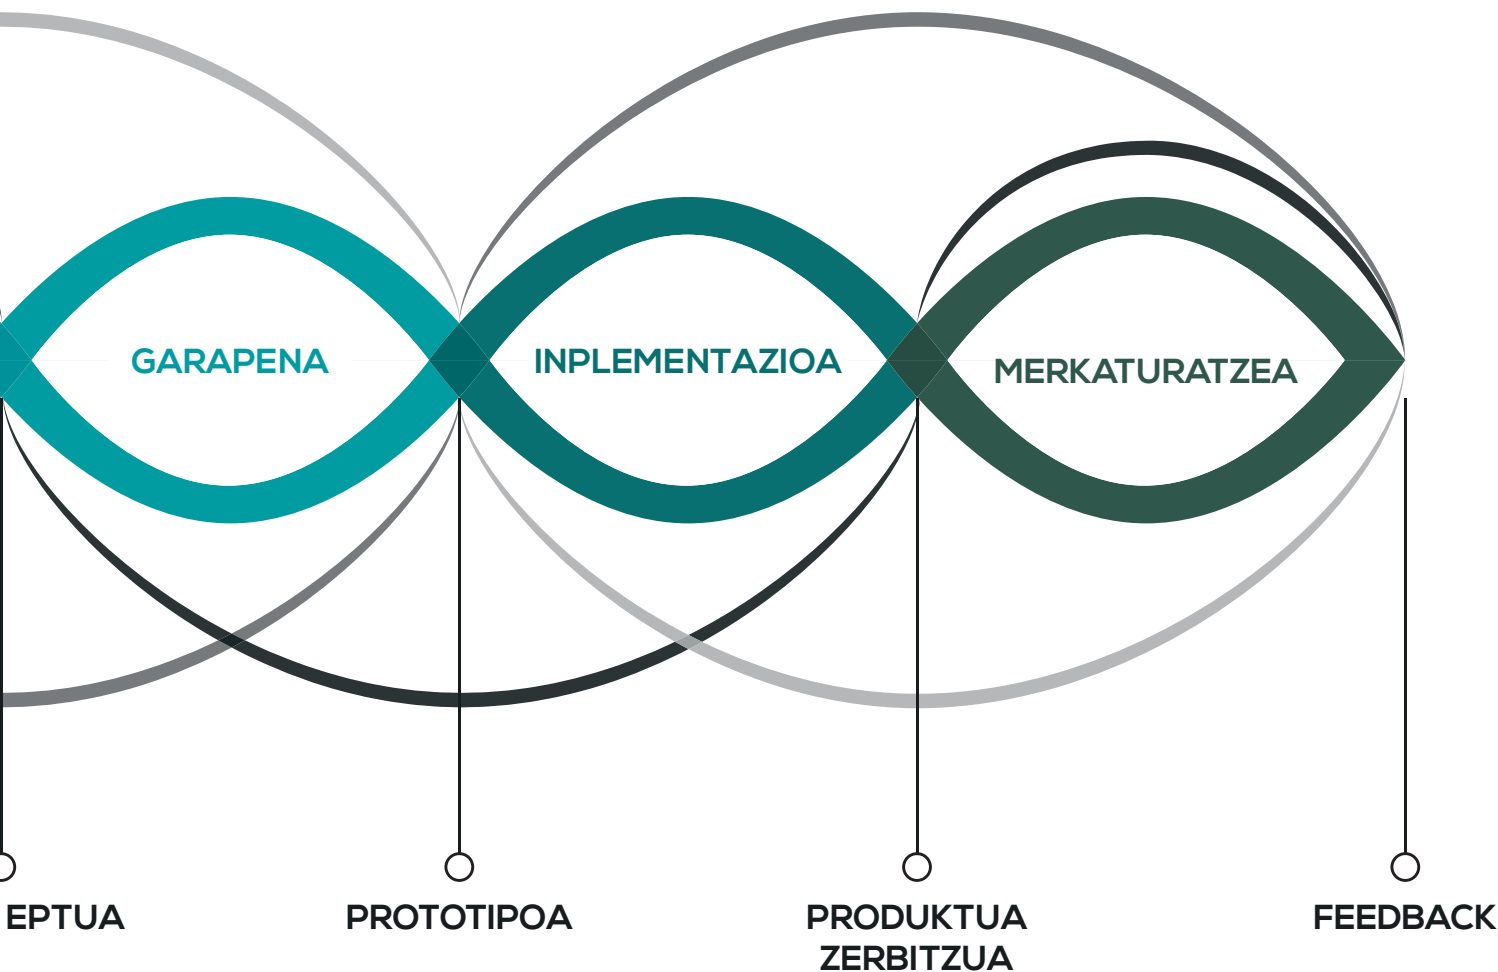 GARAPENA
INPLEMENTAZIOA
MERKATURATZEA
EPTUA
PROTOTIPOA
PRODUKTUA
ZERBITZUA
FEEDBACK